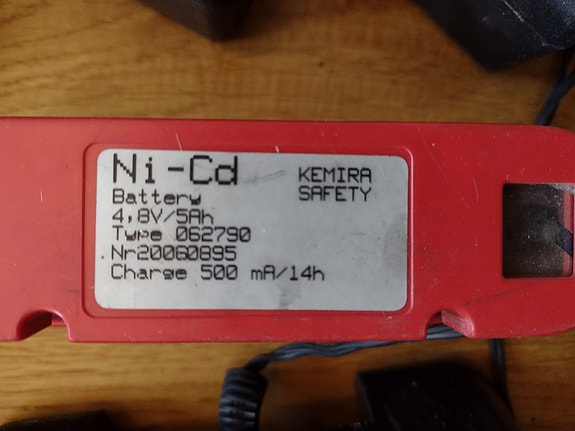 Ni-Cd
Battery
4,8V/5Ah
Type 062790
Nr20060895
Charge 500 mA/14h
KEMIRA
SAFETY